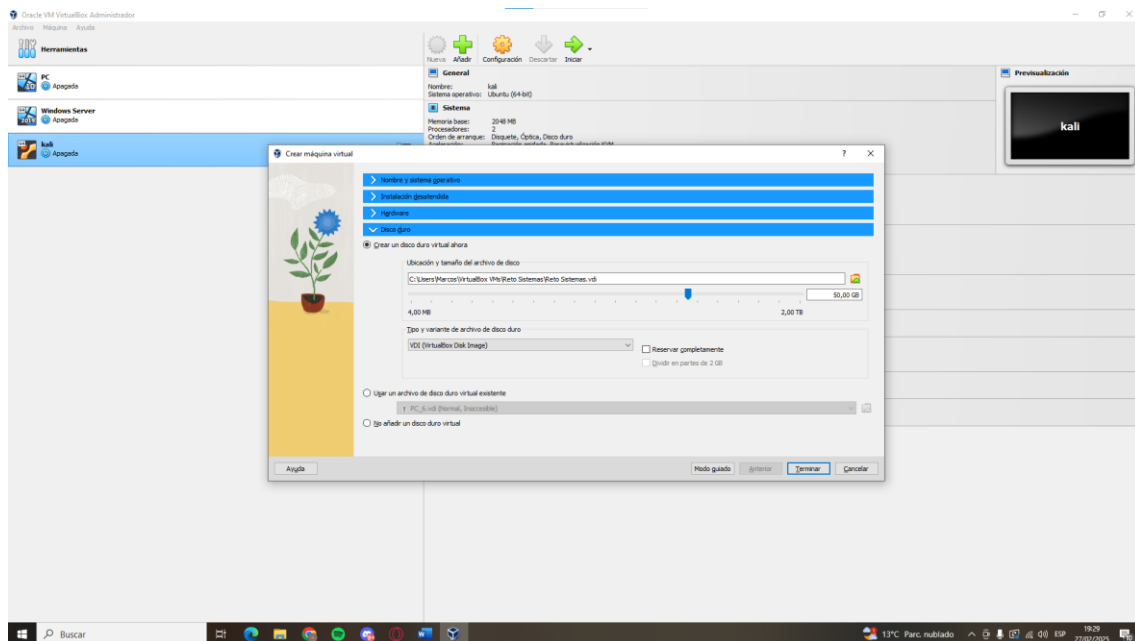 Oracle VM VirtualBox Administrador
Archivo Máquina Ayuda
Herramientas
Nueva Añadir Configuración Descartar Iniciar
PC
Apagada
Windows Server
Apagada
kali
Apagada
General
Nombre: kali
Sistema operativo: Ubuntu (64-bit)
Sistema
Memoria base: 2048 MB
Procesadores: 2
Orden de arranque: Disquete, Óptica, Disco duro
Previsualización
kali
Crear máquina virtual
Nombre y sistema operativo
Instalación desatendida
Hardware
Disco duro
Crear un disco duro virtual ahora
Ubicación y tamaño del archivo de disco
C:\Users\Marcos\VirtualBox VMs\Reto Sistemas\Reto Sistemas.vdi
50,00 GB
4,00 MB 2,00 TB
Tipo y variante de archivo de disco duro
VDI (VirtualBox Disk Image)
Reservar completamente
Dividir en partes de 2 GB
Usar un archivo de disco duro virtual existente
PC_6.vdi (Normal, Inaccesible)
No añadir un disco duro virtual
Ayuda
Modo guiado Anterior Terminar Cancelar
Buscar
13°C Parc. nublado
ESP
19:29
27/02/2025